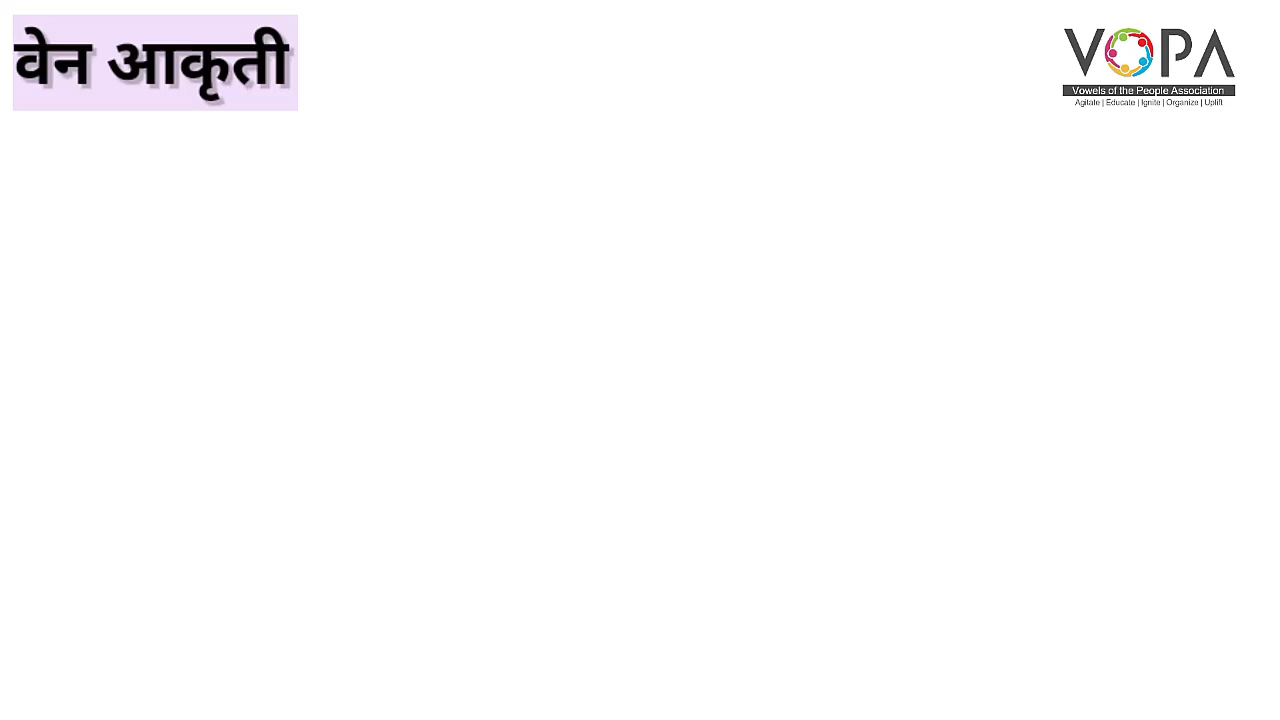 वेन आकृती
VOPA
Vowels of the People Association
Agitate | Educate | Ignite | Organize | Uplift